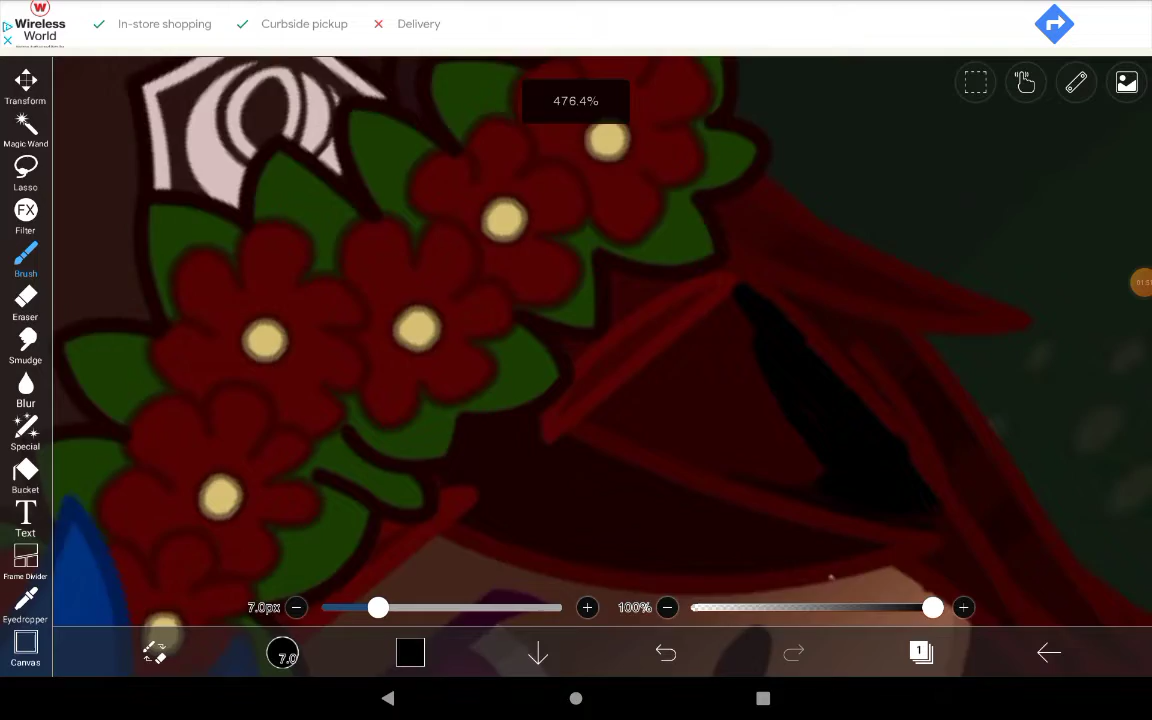 W
Wireless
World
In-store shopping
Curbside pickup
Delivery
476.4%
Transform
Magic Wand
Lasso
FX
Filter
Brush
Eraser
Smudge
Blur
Special
Bucket
T
Text
Frame Divider
Eyedropper
Canvas
7.0px
100%
7.0
1